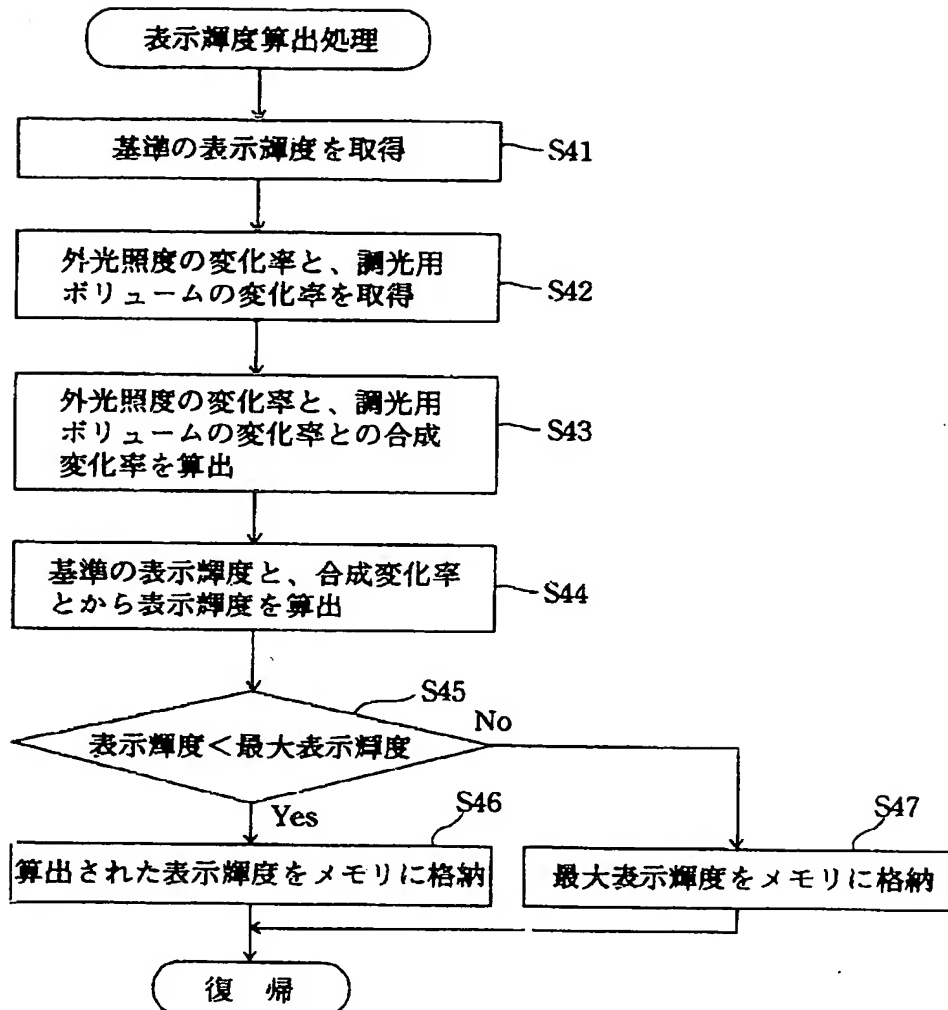 表示輝度算出処理
基準の表示輝度を取得
S41
外光照度の変化率と、調光用
ボリュームの変化率を取得
S42
外光照度の変化率と、調光用
ボリュームの変化率との合成
変化率を算出
S43
基準の表示輝度と、合成変化率
とから表示輝度を算出
S44
S45
表示輝度＜最大表示輝度
No
Yes
S46
S47
算出された表示輝度をメモリに格納
最大表示輝度をメモリに格納
復 帰